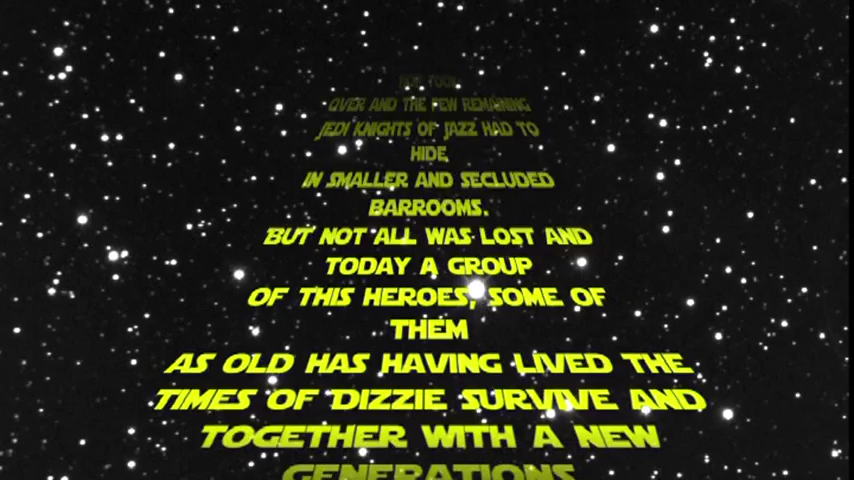 TOOK
OVER AND THE FEW REMAINING
JEDI KNIGHTS OF JAZZ HAD TO
HIDE
IN SMALLER AND SECLUDED
BARROOMS.
BUT NOT ALL WAS LOST AND
TODAY A GROUP
OF THIS HEROES, SOME OF
THEM
AS OLD HAS HAVING LIVED THE
TIMES OF DIZZIE SURVIVE AND
TOGETHER WITH A NEW
GENERATIONS